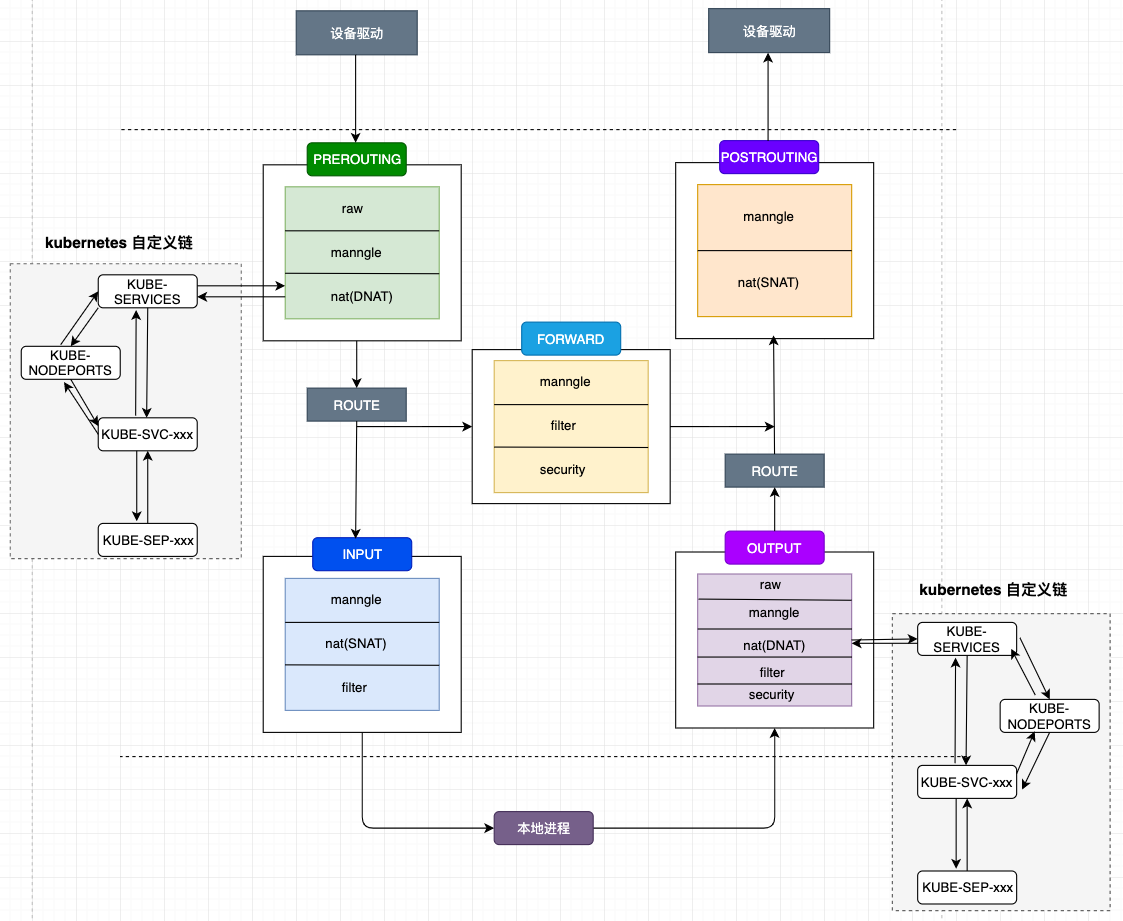 设备驱动
设备驱动
PREROUTING
raw
manngle
nat(DNAT)
POSTROUTING
manngle
nat(SNAT)
kubernetes 自定义链
KUBE-
SERVICES
KUBE-
NODEPORTS
KUBE-SVC-xxx
KUBE-SEP-xxx
ROUTE
FORWARD
manngle
filter
security
ROUTE
INPUT
manngle
nat(SNAT)
filter
OUTPUT
raw
manngle
nat(DNAT)
filter
security
kubernetes 自定义链
KUBE-
SERVICES
KUBE-
NODEPORTS
KUBE-SVC-xxx
KUBE-SEP-xxx
本地进程